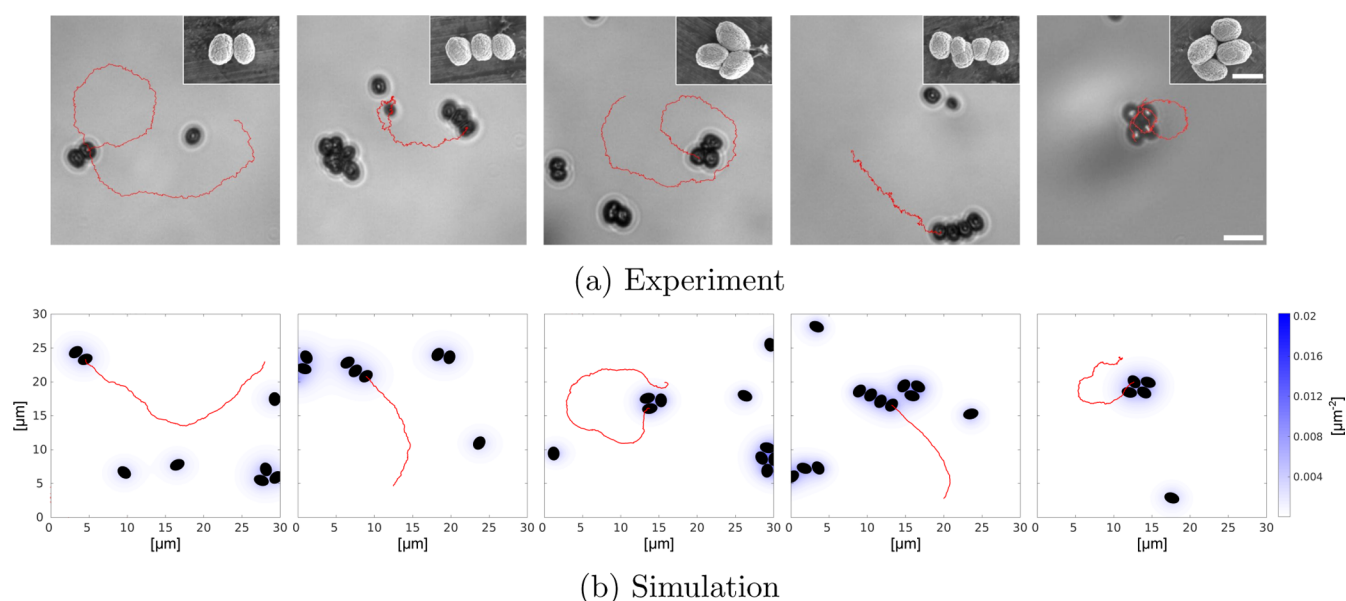 (a) Experiment
30
25
20
15
10
5
0
[µm]
0 5 10 15 20 25 30
[µm]
0 5 10 15 20 25 30
[µm]
0 5 10 15 20 25 30
[µm]
0 5 10 15 20 25 30
[µm]
0 5 10 15 20 25 30
[µm]
0.02
0.016
0.012
0.008
0.004
[µm⁻²]
(b) Simulation